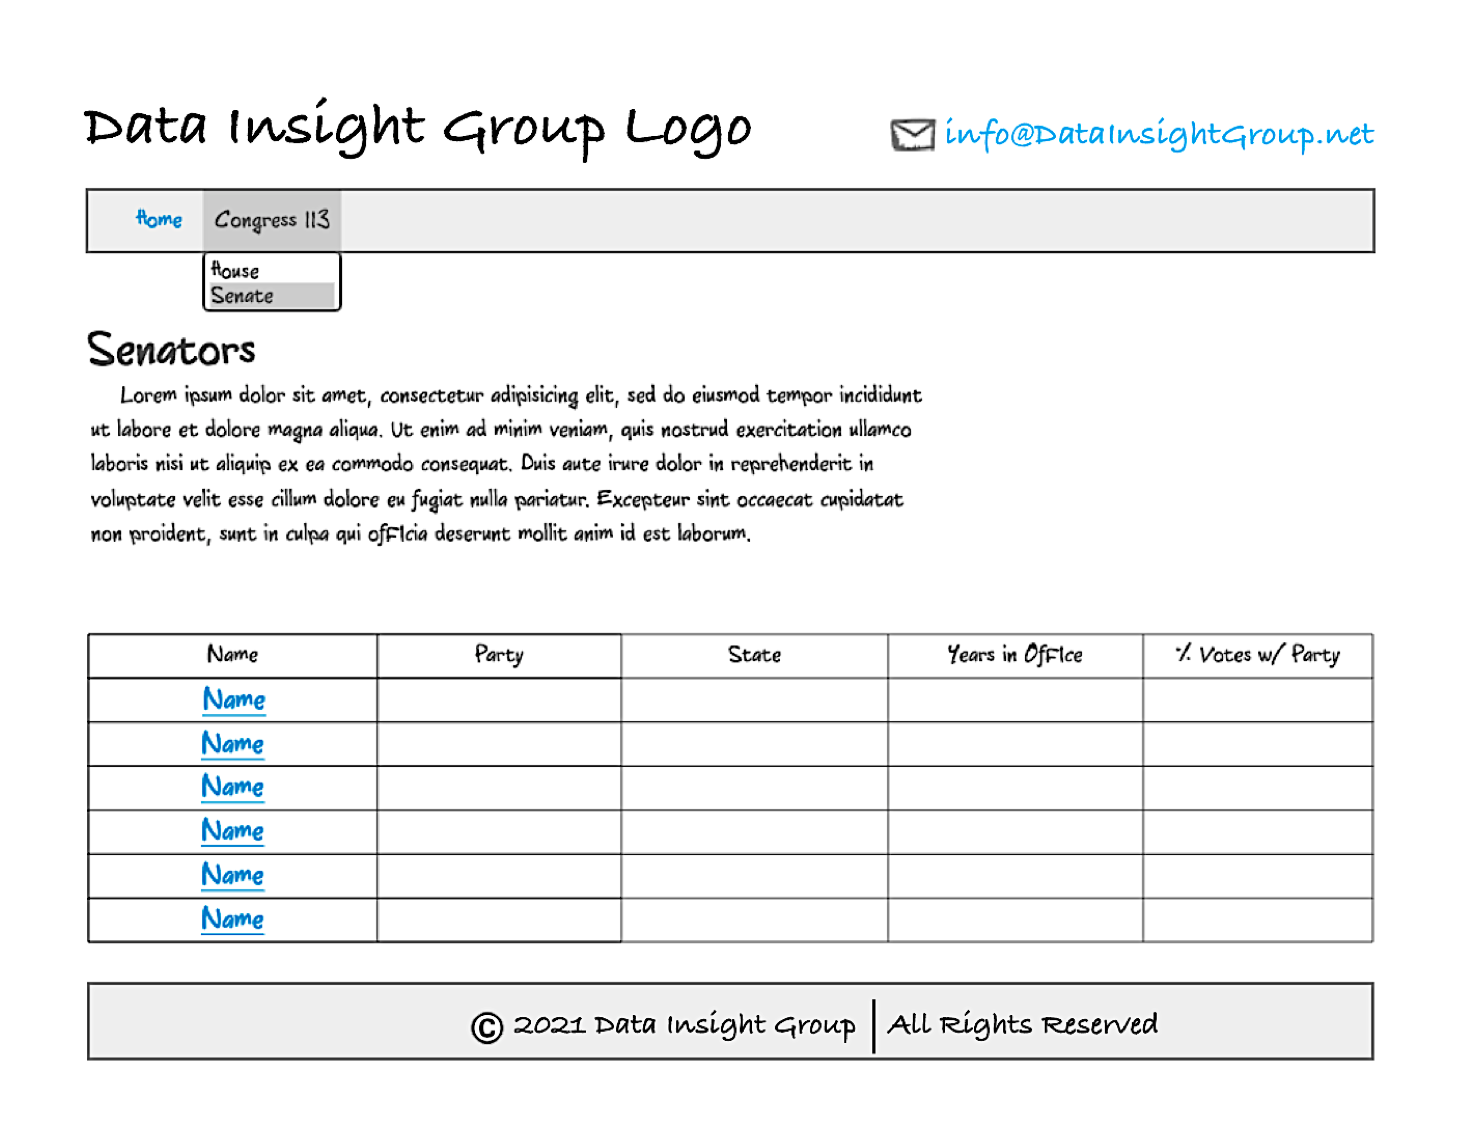 Data Insight Group Logo
info@DataInsightGroup.net
Home
Congress 113
House
Senate
Senators
Lorem ipsum dolor sit amet, consectetur adipisicing elit, sed do eiusmod tempor incididunt
ut labore et dolore magna aliqua. Ut enim ad minim veniam, quis nostrud exercitation ullamco
laboris nisi ut aliquip ex ea commodo consequat. Duis aute irure dolor in reprehenderit in
voluptate velit esse cillum dolore eu fugiat nulla pariatur. Excepteur sint occaecat cupidatat
non proident, sunt in culpa qui officia deserunt mollit anim id est laborum.
Name Party State Years in Office % Votes w/ Party
Name
Name
Name
Name
Name
Name
© 2021 Data Insight Group | All Rights Reserved